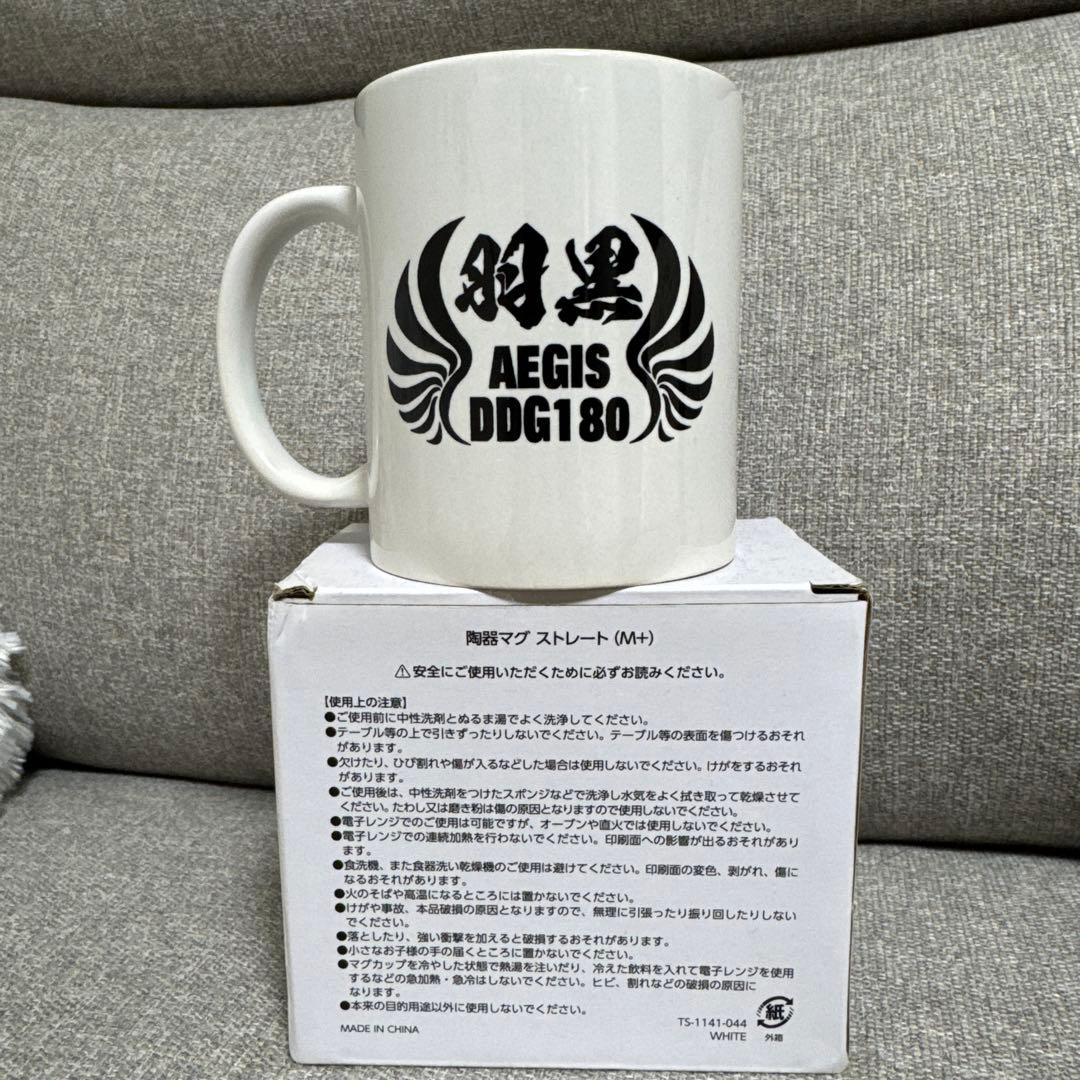 羽黒
AEGIS
DDG180
陶器マグ ストレート（M+）
⚠安全にご使用いただくために必ずお読みください。
【使用上の注意】
●ご使用前に中性洗剤とぬるま湯でよく洗浄してください。
●テーブル等の上で引きずったりしないでください。テーブル等の表面を傷つけるおそれ
があります。
●欠けたり、ひび割れや傷が入るなどした場合は使用しないでください。けがをするおそれ
があります。
●ご使用後は、中性洗剤をつけたスポンジなどで洗浄し水気をよく拭き取って乾燥させて
ください。たわし又は磨き粉は傷の原因となりますので使用しないでください。
●電子レンジでのご使用は可能ですが、オーブンや直火では使用しないでください。
●電子レンジでの連続加熱を行わないでください。印刷面への影響が出るおそれがあり
ます。
●食洗機、また食器洗い乾燥機のご使用は避けてください。印刷面の変色、剥がれ、傷に
なるおそれがあります。
●火のそばや高温になるところには置かないでください。
●けがや事故、本品破損の原因となりますので、無理に引張ったり振り回したりしない
でください。
●落としたり、強い衝撃を加えると破損するおそれがあります。
●小さなお子様の手の届くところに置かないでください。
●マグカップを冷やした状態で熱湯を注いだり、冷えた飲料を入れて電子レンジを使用
するなどの急加熱・急冷はしないでください。ヒビ、割れなどの破損の原因に
なります。
●本来の目的用途以外に使用しないでください。
MADE IN CHINA
TS-1141-044
WHITE
紙
外箱